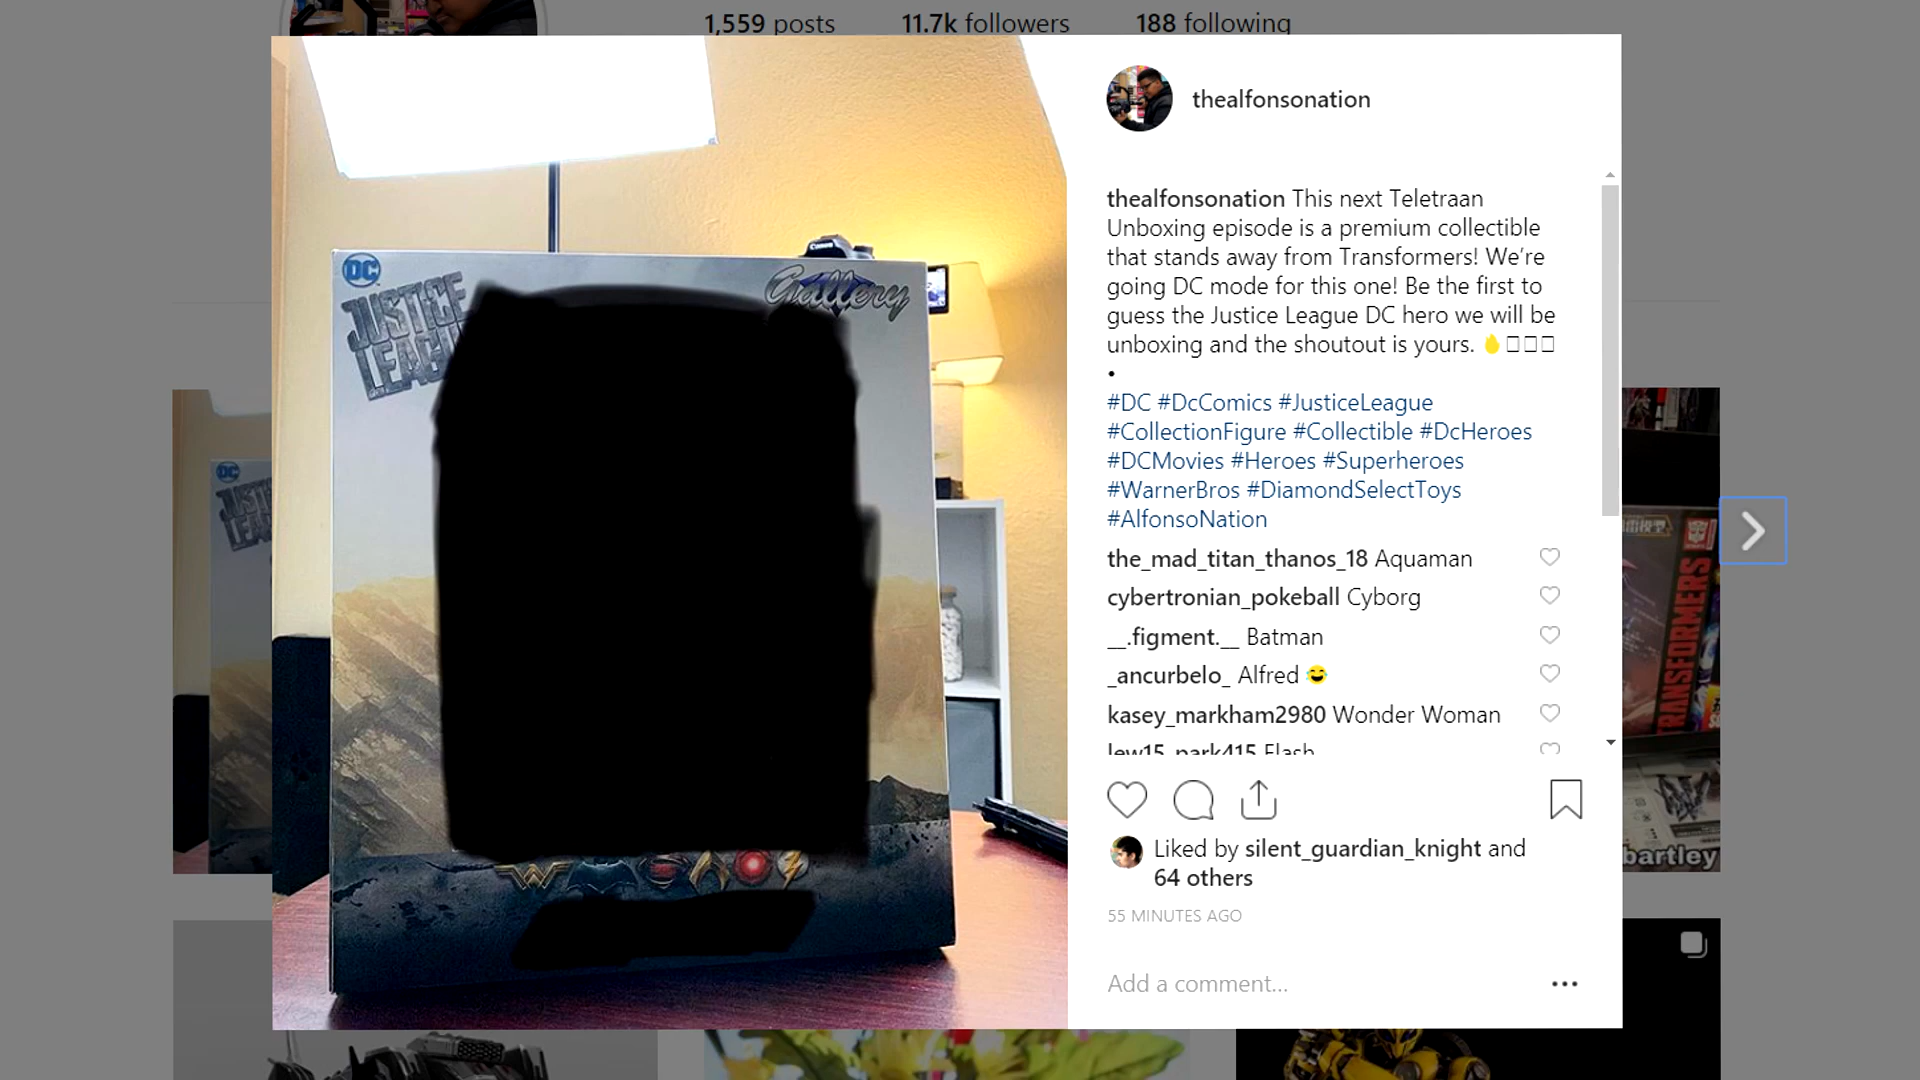 1,559 posts 11.7k followers 188 following
thealfonsonation
thealfonsonation This next Teletraan
Unboxing episode is a premium collectible
that stands away from Transformers! We're
going DC mode for this one! Be the first to
guess the Justice League DC hero we will be
unboxing and the shoutout is yours.
•
#DC #DcComics #JusticeLeague
#CollectionFigure #Collectible #DcHeroes
#DCMovies #Heroes #Superheroes
#WarnerBros #DiamondSelectToys
#AlfonsoNation
the_mad_titan_thanos_18 Aquaman
cybertronian_pokeball Cyborg
__.figment.__ Batman
_ancurbelo_ Alfred 😂
kasey_markham2980 Wonder Woman
lew15_park415 Flash
Liked by silent_guardian_knight and
64 others
55 MINUTES AGO
Add a comment...
DC
JUSTICE
LEAGUE
Gallery
Canon
DC
TRANSFORMERS
bartley